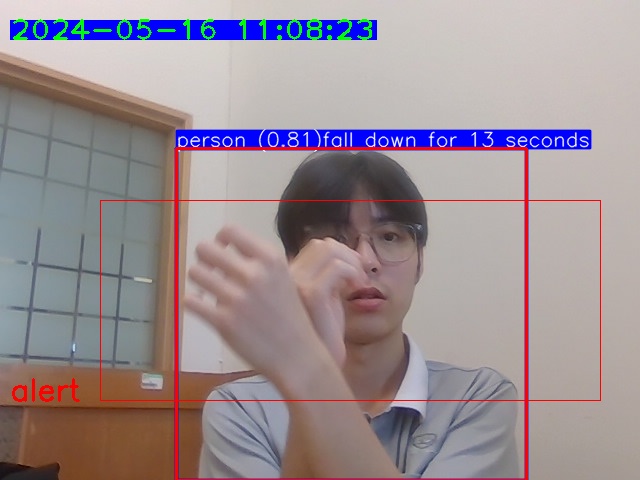 2024-05-16 11:08:23
person (0.81)fall down for 13 seconds
alert